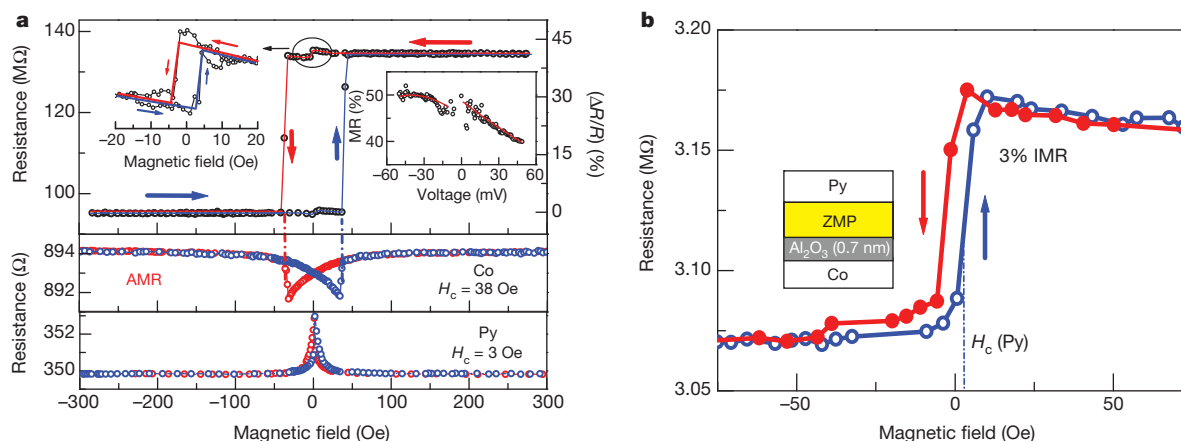 a
Resistance (MΩ)
140
120
100
(ΔR/R) (%)
45
30
15
0
−20
−10
0
10
20
Magnetic field (Oe)
MR (%)
50
40
−60
−30
0
30
60
Voltage (mV)
Resistance (Ω)
894
892
AMR
Co
Hc = 38 Oe
352
350
Py
Hc = 3 Oe
−300
−200
−100
0
100
200
300
Magnetic field (Oe)
b
Resistance (MΩ)
3.20
3.15
3.10
3.05
3% IMR
Py
ZMP
Al2O3 (0.7 nm)
Co
Hc (Py)
−50
0
50
Magnetic field (Oe)